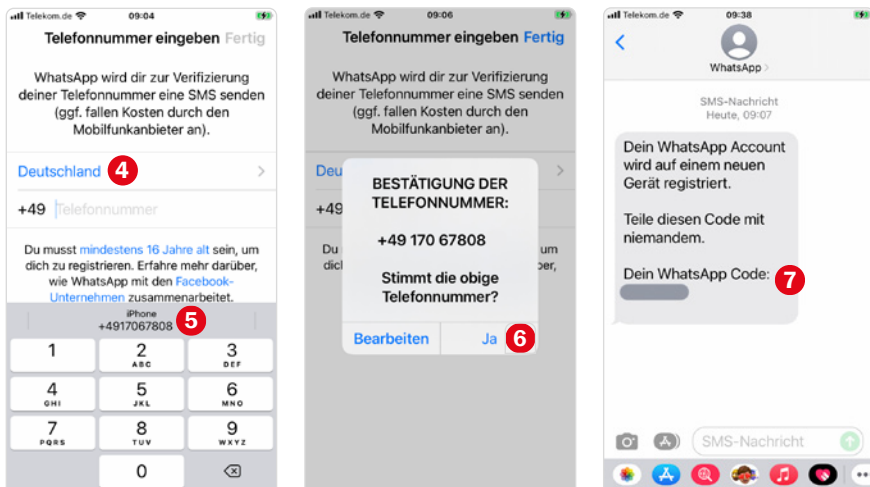 Telekom.de
09:04
Telefonnummer eingeben Fertig
WhatsApp wird dir zur Verifizierung
deiner Telefonnummer eine SMS senden
(ggf. fallen Kosten durch den
Mobilfunkanbieter an).
Deutschland 4
+49 Telefonnummer
Du musst mindestens 16 Jahre alt sein, um
dich zu registrieren. Erfahre mehr darüber,
wie WhatsApp mit den Facebook-
Unternehmen zusammenarbeitet.
iPhone
+4917067808 5
1 2 3
ABC DEF
4 5 6
GHI JKL MNO
7 8 9
PQRS TUV WXYZ
0
Telekom.de
09:06
Telefonnummer eingeben Fertig
WhatsApp wird dir zur Verifizierung
deiner Telefonnummer eine SMS senden
(ggf. fallen Kosten durch den
Mobilfunkanbieter an).
Deu
+49
Du um
dich er,
BESTÄTIGUNG DER
TELEFONNUMMER:
+49 170 67808
Stimmt die obige
Telefonnummer?
Bearbeiten Ja 6
Telekom.de
09:38
WhatsApp
SMS-Nachricht
Heute, 09:07
Dein WhatsApp Account
wird auf einem neuen
Gerät registriert.
Teile diesen Code mit
niemandem.
Dein WhatsApp Code: 7
SMS-Nachricht